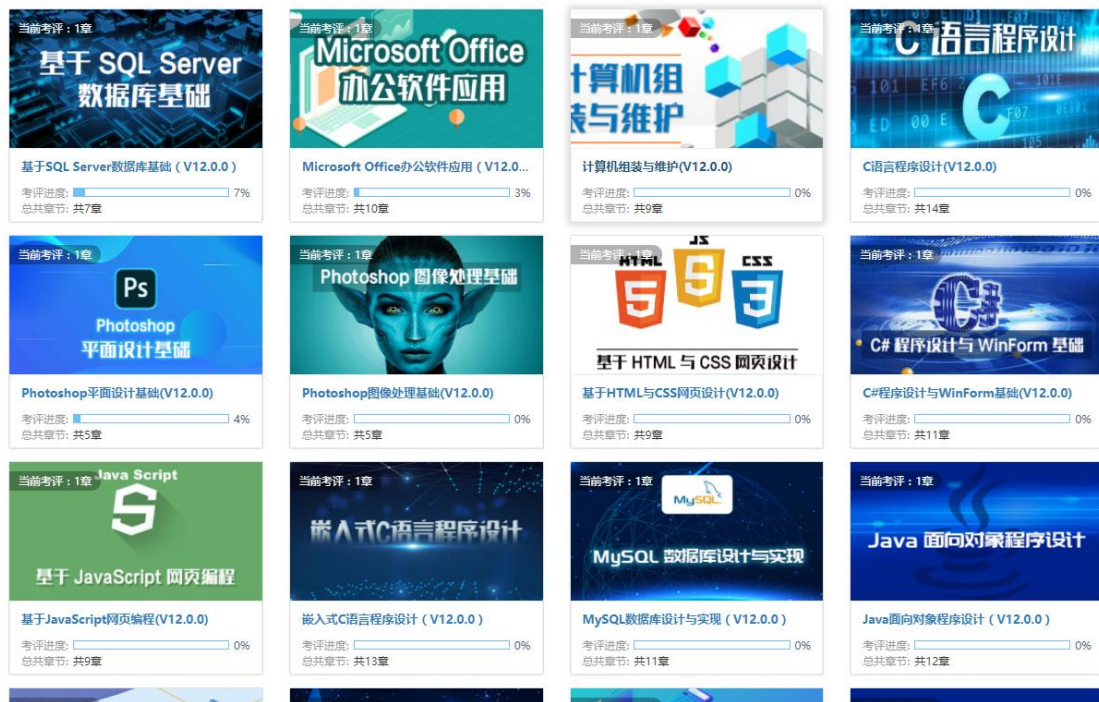 当前考评：1章
基于 SQL Server
数据库基础
基于SQL Server数据库基础（V12.0.0）
考评进度: 7%
总共章节: 共7章
当前考评：1章
Microsoft Office
办公软件应用
Microsoft Office办公软件应用（V12.0...
考评进度: 3%
总共章节: 共10章
当前考评：1章
计算机组
装与维护
计算机组装与维护(V12.0.0)
考评进度: 0%
总共章节: 共9章
当前考评：1章
C 语言程序设计
C
C语言程序设计(V12.0.0)
考评进度: 0%
总共章节: 共14章
当前考评：1章
Ps
Photoshop
平面设计基础
Photoshop平面设计基础(V12.0.0)
考评进度: 4%
总共章节: 共5章
当前考评：1章
Photoshop 图像处理基础
Photoshop图像处理基础(V12.0.0)
考评进度: 0%
总共章节: 共5章
当前考评：1章
HTML JS CSS
5 5 3
基于 HTML 与 CSS 网页设计
基于HTML与CSS网页设计(V12.0.0)
考评进度: 0%
总共章节: 共9章
当前考评：1章
C#
C# 程序设计与 WinForm 基础
C#程序设计与WinForm基础(V12.0.0)
考评进度: 0%
总共章节: 共11章
当前考评：1章
Java Script
S
基于 JavaScript 网页编程
基于JavaScript网页编程(V12.0.0)
考评进度: 0%
总共章节: 共9章
当前考评：1章
嵌入式C语言程序设计
嵌入式C语言程序设计（V12.0.0）
考评进度: 0%
总共章节: 共13章
当前考评：1章
MySQL
MySQL 数据库设计与实现
MySQL数据库设计与实现（V12.0.0）
考评进度: 0%
总共章节: 共11章
当前考评：1章
Java 面向对象程序设计
Java面向对象程序设计（V12.0.0）
考评进度: 0%
总共章节: 共12章